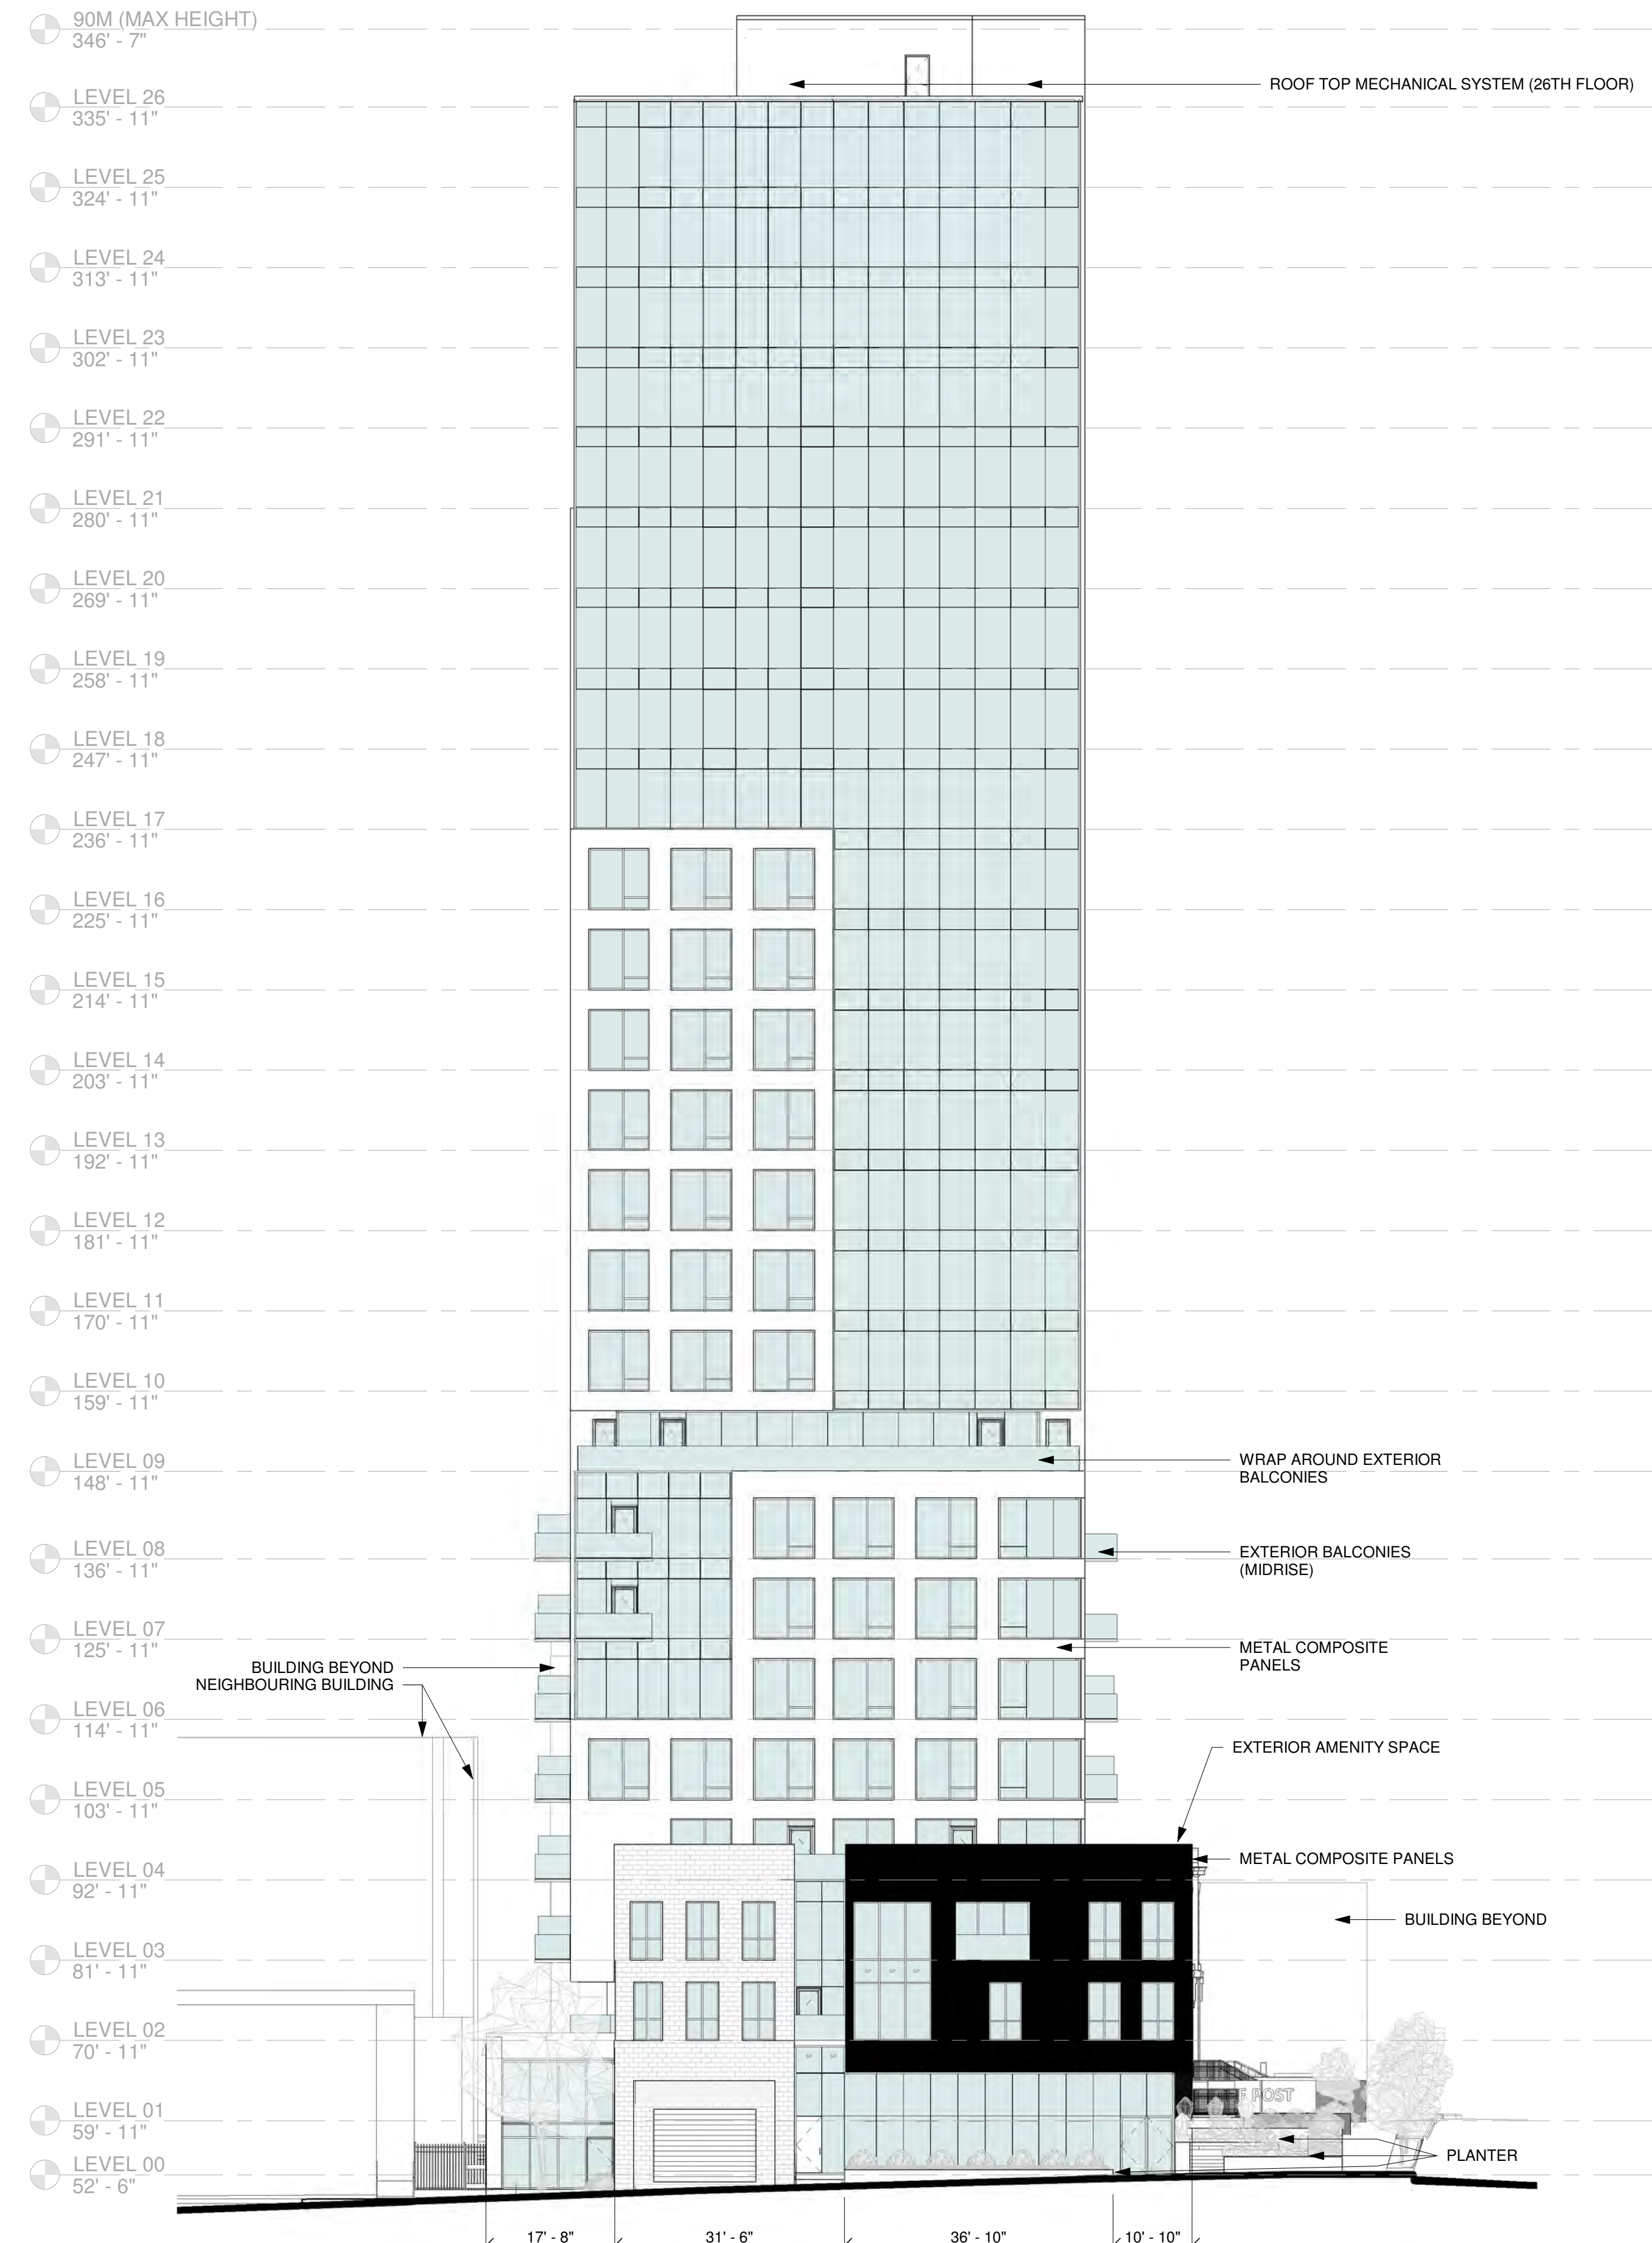 90M (MAX HEIGHT)
346' - 7"
ROOF TOP MECHANICAL SYSTEM (26TH FLOOR)
LEVEL 26
335' - 11"
LEVEL 25
324' - 11"
LEVEL 24
313' - 11"
LEVEL 23
302' - 11"
LEVEL 22
291' - 11"
LEVEL 21
280' - 11"
LEVEL 20
269' - 11"
LEVEL 19
258' - 11"
LEVEL 18
247' - 11"
LEVEL 17
236' - 11"
LEVEL 16
225' - 11"
LEVEL 15
214' - 11"
LEVEL 14
203' - 11"
LEVEL 13
192' - 11"
LEVEL 12
181' - 11"
LEVEL 11
170' - 11"
LEVEL 10
159' - 11"
LEVEL 09
148' - 11"
WRAP AROUND EXTERIOR
BALCONIES
LEVEL 08
136' - 11"
EXTERIOR BALCONIES
(MIDRISE)
LEVEL 07
125' - 11"
METAL COMPOSITE
PANELS
BUILDING BEYOND
NEIGHBOURING BUILDING
LEVEL 06
114' - 11"
EXTERIOR AMENITY SPACE
LEVEL 05
103' - 11"
METAL COMPOSITE PANELS
LEVEL 04
92' - 11"
BUILDING BEYOND
LEVEL 03
81' - 11"
SP SP SP
LEVEL 02
70' - 11"
SP SP
POST
LEVEL 01
59' - 11"
PLANTER
LEVEL 00
52' - 6"
17' - 8" 31' - 6" 36' - 10" 10' - 10"